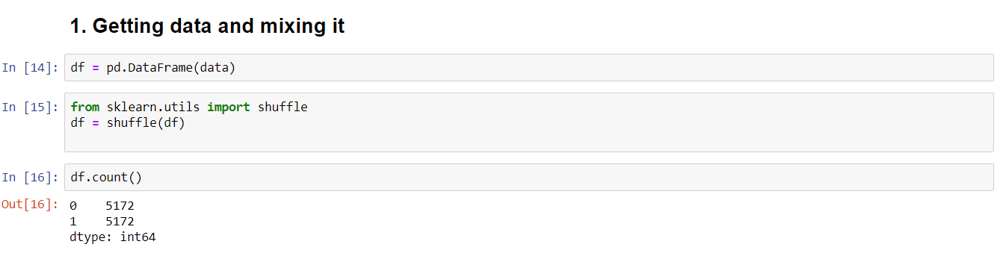 1. Getting data and mixing it
In [14]: df = pd.DataFrame(data)
In [15]: from sklearn.utils import shuffle
df = shuffle(df)
In [16]: df.count()
Out[16]: 0    5172
1    5172
dtype: int64